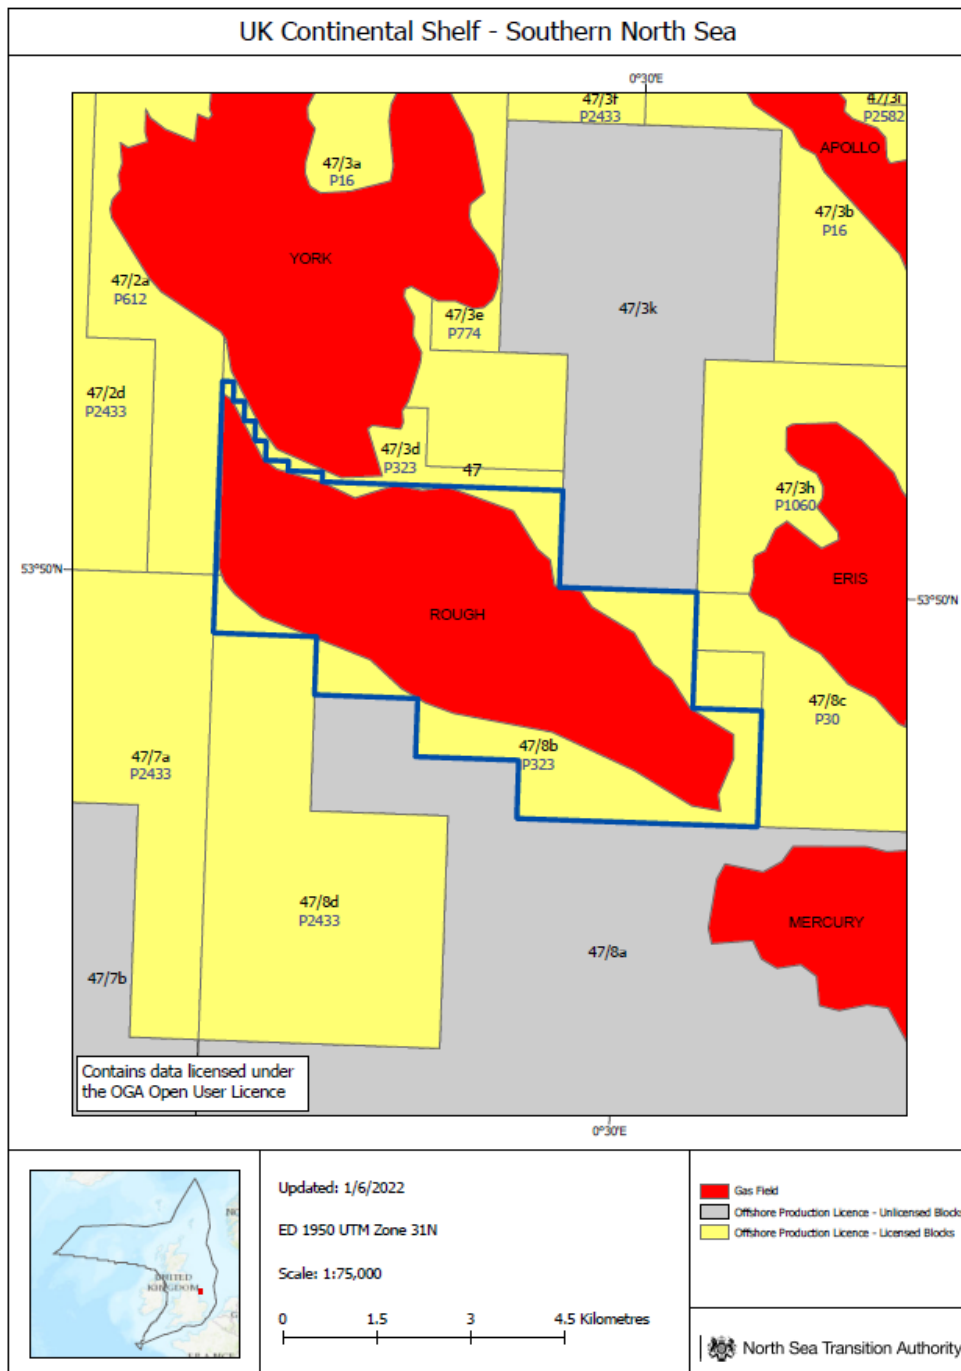 UK Continental Shelf - Southern North Sea
0°30'E
47/3f
P2433
47/3i
P2582
APOLLO
47/3a
P16
47/3b
P16
YORK
47/2a
P612
47/3k
47/3e
P774
47/2d
P2433
47/3d
P323
47
47/3h
P1060
53°50'N
ERIS
53°50'N
ROUGH
47/8c
P30
47/8b
P323
47/7a
P2433
47/8d
P2433
MERCURY
47/8a
47/7b
Contains data licensed under
the OGA Open User Licence
0°30'E
UNITED
KINGDOM
Updated: 1/6/2022
ED 1950 UTM Zone 31N
Scale: 1:75,000
0 1.5 3 4.5 Kilometres
Gas Field
Offshore Production Licence - Unlicensed Blocks
Offshore Production Licence - Licensed Blocks
North Sea Transition Authority